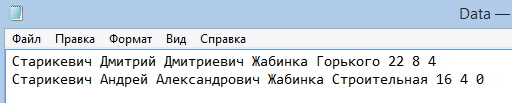 Data —
Файл Правка Формат Вид Справка
Старикевич Дмитрий Дмитриевич Жабинка Горького 22 8 4
Старикевич Андрей Александрович Жабинка Строительная 16 4 0